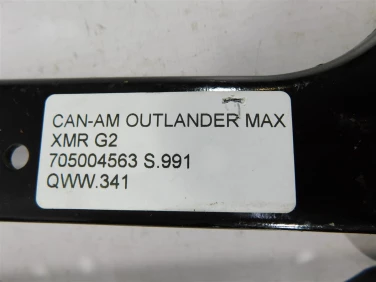 CAN-AM OUTLANDER MAX
XMR G2
705004563 S.991
QWW.341